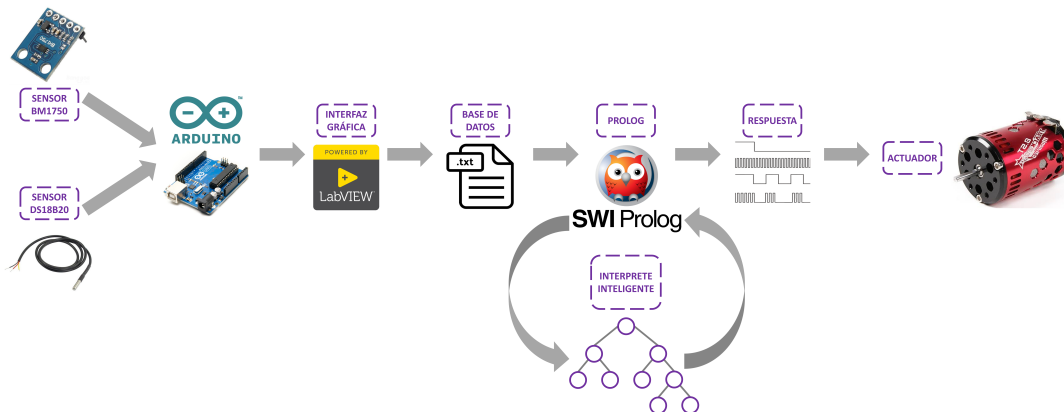 SENSOR
BM1750
ARDUINO
™
SENSOR
DS18B20
INTERFAZ
GRÁFICA
POWERED BY
LabVIEW
BASE DE
DATOS
.txt
PROLOG
SWI Prolog
INTERPRETE
INTELIGENTE
RESPUESTA
ACTUADOR